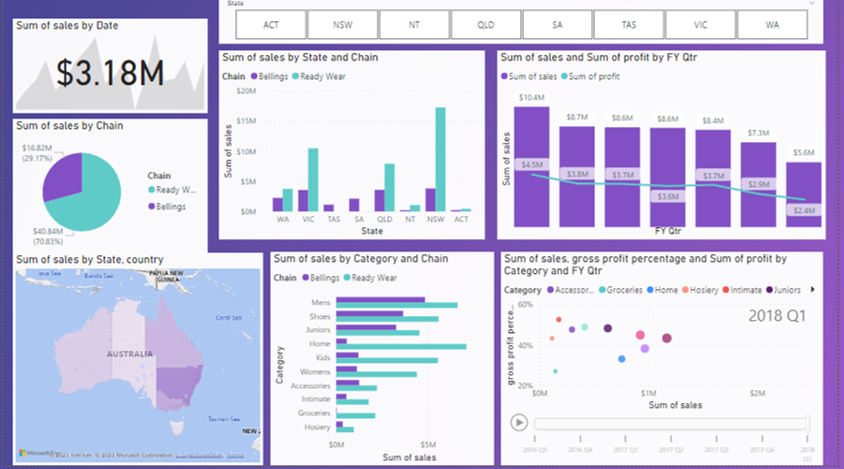 State
ACT NSW NT QLD SA TAS VIC WA
Sum of sales by Date
$3.18M
Sum of sales by Chain
$16.82M
(29.17%)
$40.84M
(70.83%)
Chain
Ready W...
Bellings
Sum of sales by State and Chain
Chain Bellings Ready Wear
$20M
$15M
$10M
$5M
$0M
Sum of sales
WA VIC TAS SA QLD NT NSW ACT
State
Sum of sales and Sum of profit by FY Qtr
Sum of sales Sum of profit
$10.4M $8.7M $8.6M $8.6M $8.4M $7.3M $5.6M
$4.5M $3.8M $3.7M $3.6M $3.7M $2.9M $2.4M
Sum of sales
FY Qtr
Sum of sales by State, country
Java Sea Banda Sea PAPUA NEW
GUINEA
Coral Sea
AUSTRALIA
Tasman Sea
NEW
Sum of sales by Category and Chain
Chain Bellings Ready Wear
Category
Mens
Shoes
Juniors
Home
Kids
Womens
Accessories
Intimate
Groceries
Hosiery
$0M $5M
Sum of sales
Sum of sales, gross profit percentage and Sum of profit by
Category and FY Qtr
Category Accessor... Groceries Home Hosiery Intimate Juniors
2018 Q1
gross profit perce...
60%
40%
20%
$0M $1M $2M
Sum of sales
2016 Q3 2016 Q4 2017 Q1 2017 Q2 2017 Q3 2017 Q4 2018
Q1